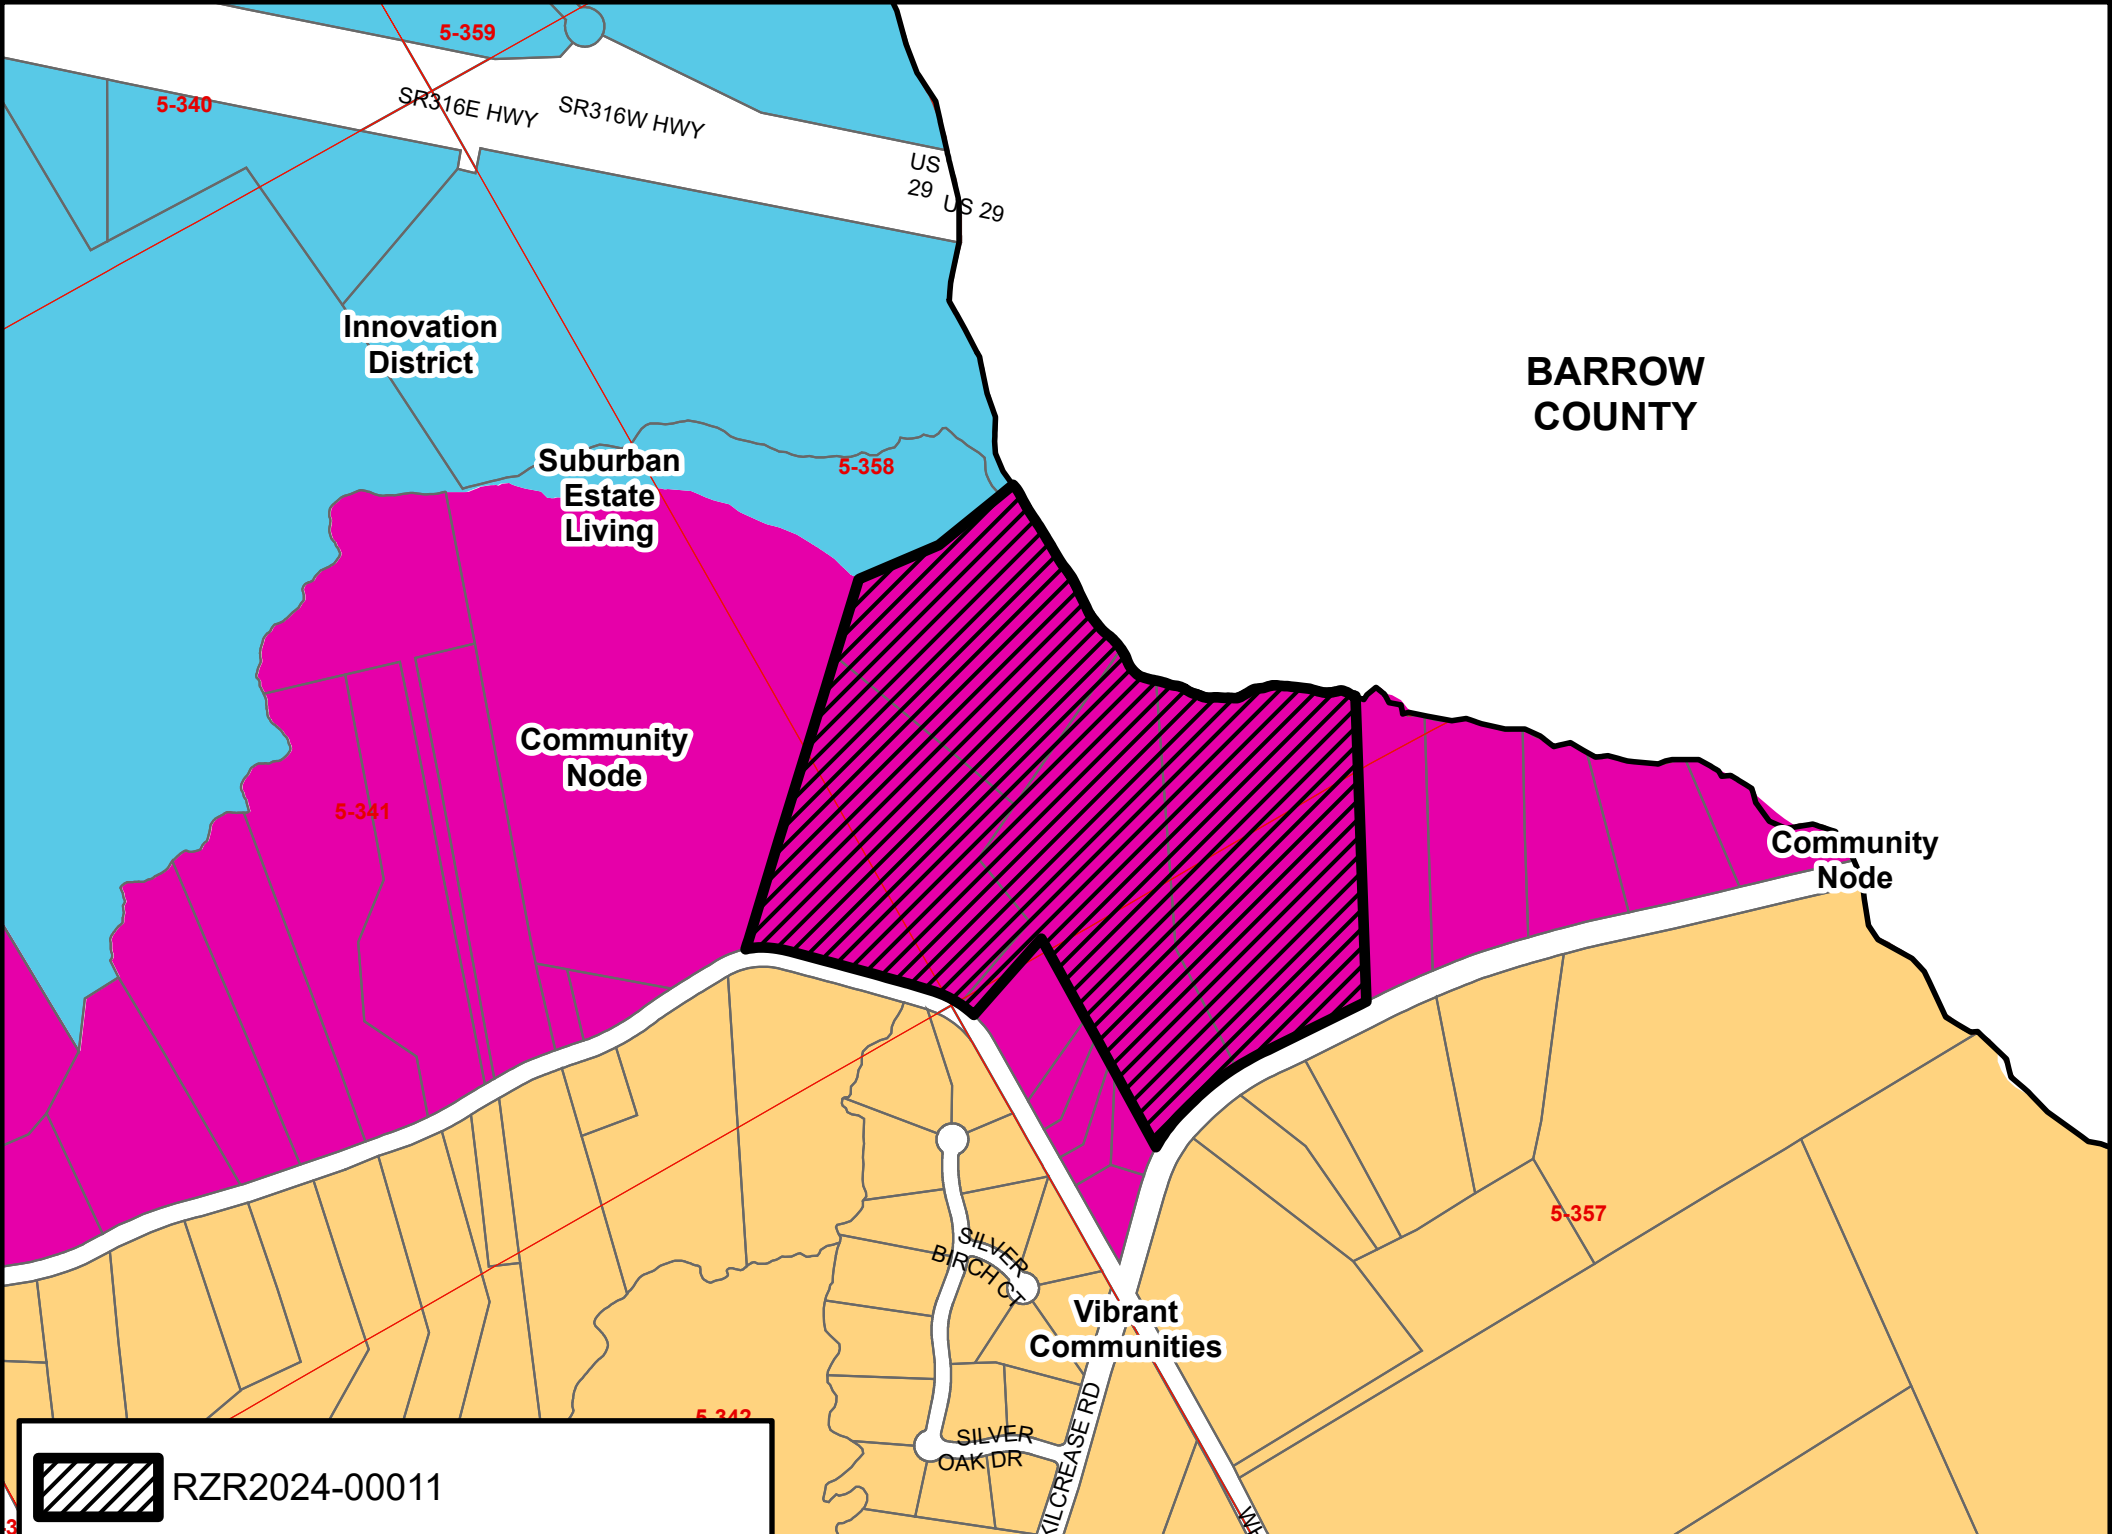 5-359
5-340
SR316E HWY
SR316W HWY
US
29
US 29
Innovation
District
BARROW
COUNTY
Suburban
Estate
Living
5-358
Community
Node
5-341
Community
Node
5-357
SILVER
BIRCH CT
Vibrant
Communities
KILCREASE RD
5-342
SILVER
OAK DR
RZR2024-00011